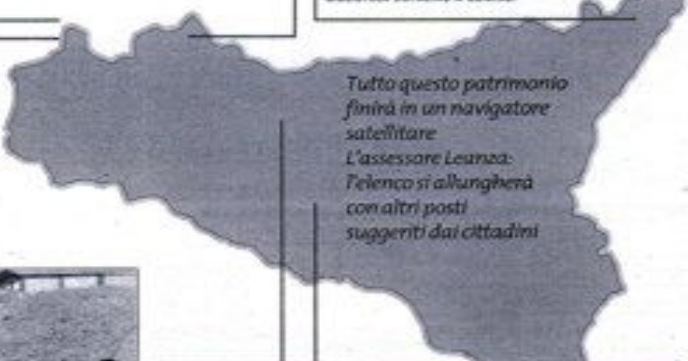 Tutto questo patrimonio
finirà in un navigatore
satellitare
L'assessore Leanza:
l'elenco si allungherà
con altri posti
suggeriti dai cittadini